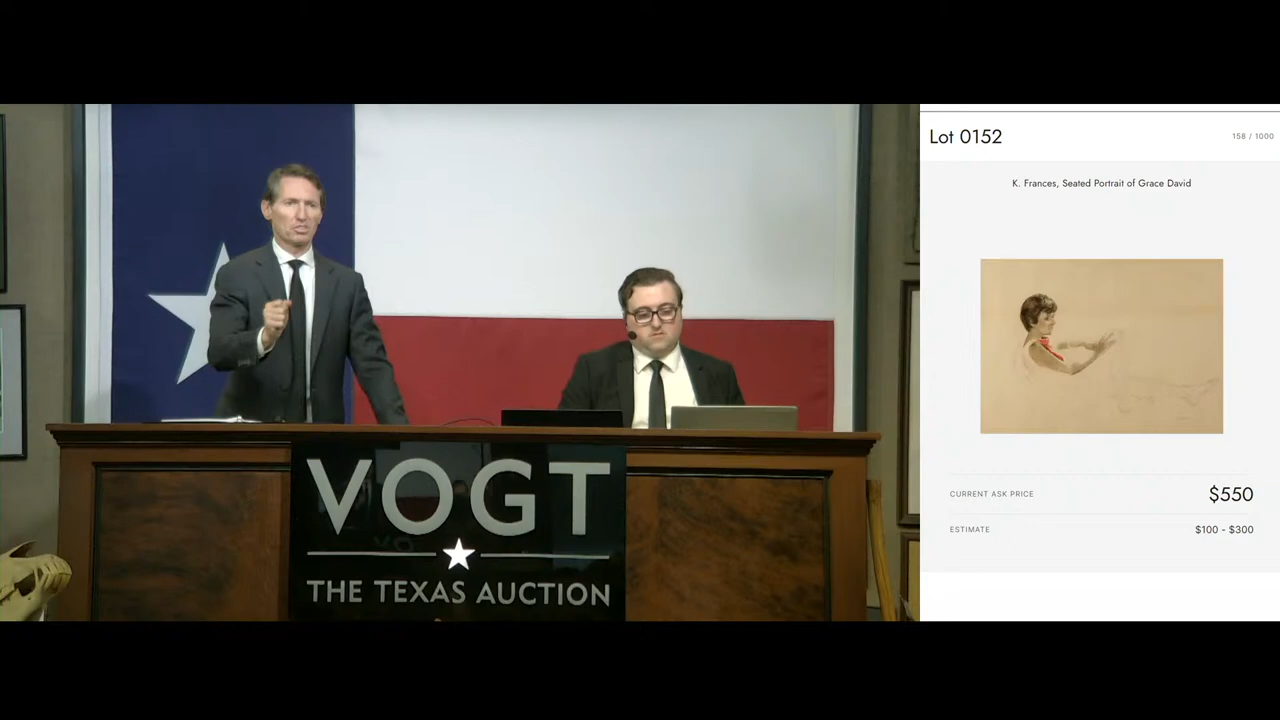 VOGT
THE TEXAS AUCTION
Lot 0152
158 / 1000
K. Frances, Seated Portrait of Grace David
CURRENT ASK PRICE
$550
ESTIMATE
$100 - $300